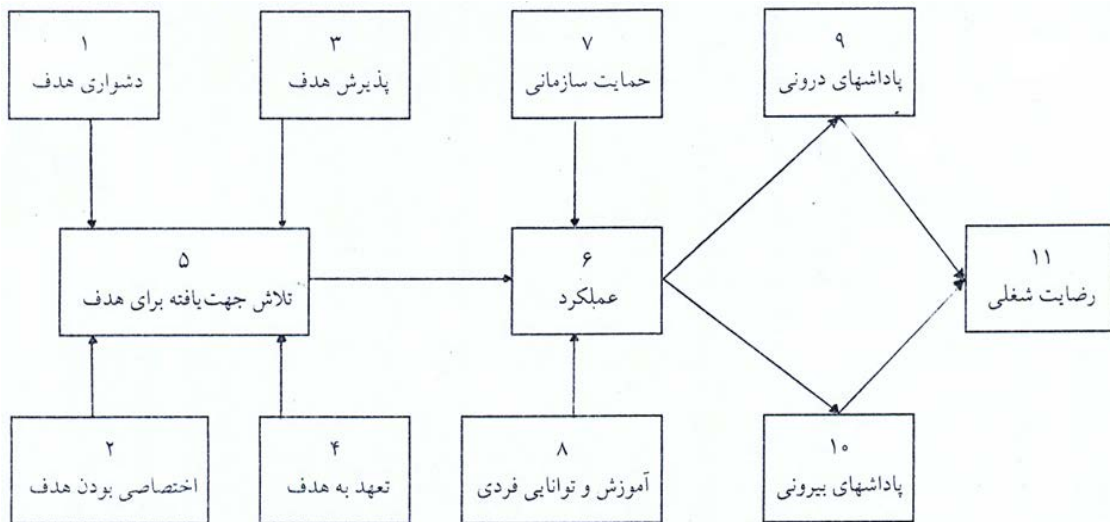 ۱
دشواری هدف
۳
پذیرش هدف
۷
حمایت سازمانی
۹
پاداشهای درونی
۵
تلاش جهت‌یافته برای هدف
۶
عملکرد
۱۱
رضایت شغلی
۲
اختصاصی بودن هدف
۴
تعهد به هدف
۸
آموزش و توانایی فردی
۱۰
پاداشهای بیرونی